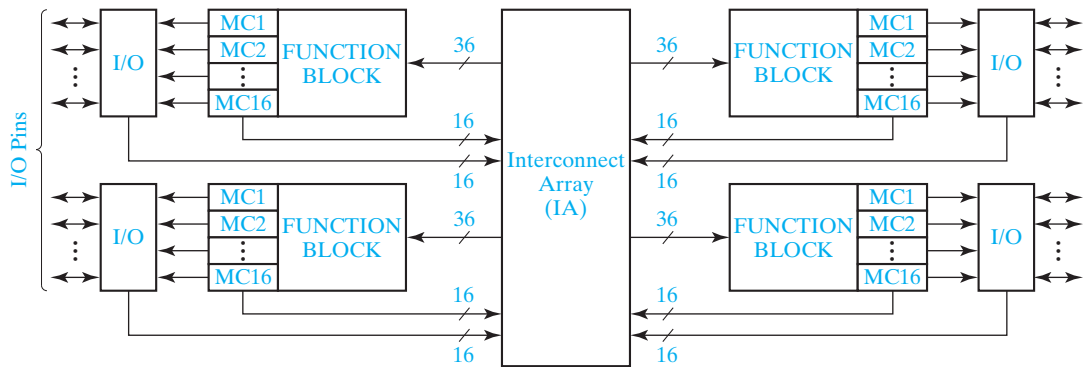 I/O Pins
I/O
MC1
MC2
MC16
FUNCTION
BLOCK
36
16
16
I/O
MC1
MC2
MC16
FUNCTION
BLOCK
36
16
16
Interconnect
Array
(IA)
36
FUNCTION
BLOCK
MC1
MC2
MC16
I/O
16
16
36
FUNCTION
BLOCK
MC1
MC2
MC16
I/O
16
16